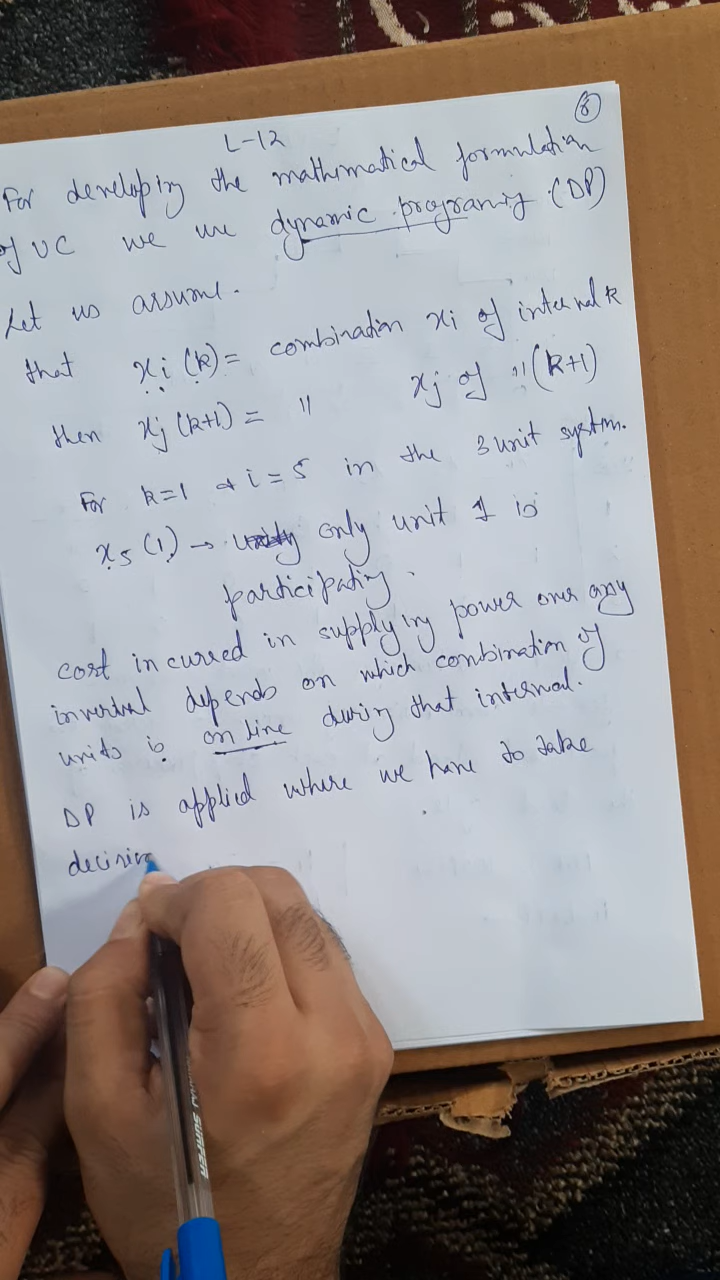 L-12
⑧
For developing the mathematical formulation
of UC we use dynamic programing (DP)
Let us assume.
that xi (k) = combination xi of interval k
then xj (k+1) = " xj of " (k+1)
For k=1 & i=5 in the 3 unit system.
x5 (1) → only unit 1 is
participating.
cost incurred in supplying power over any
interval depends on which combination of
units is on line during that interval.
DP is applied where we have to take
decision